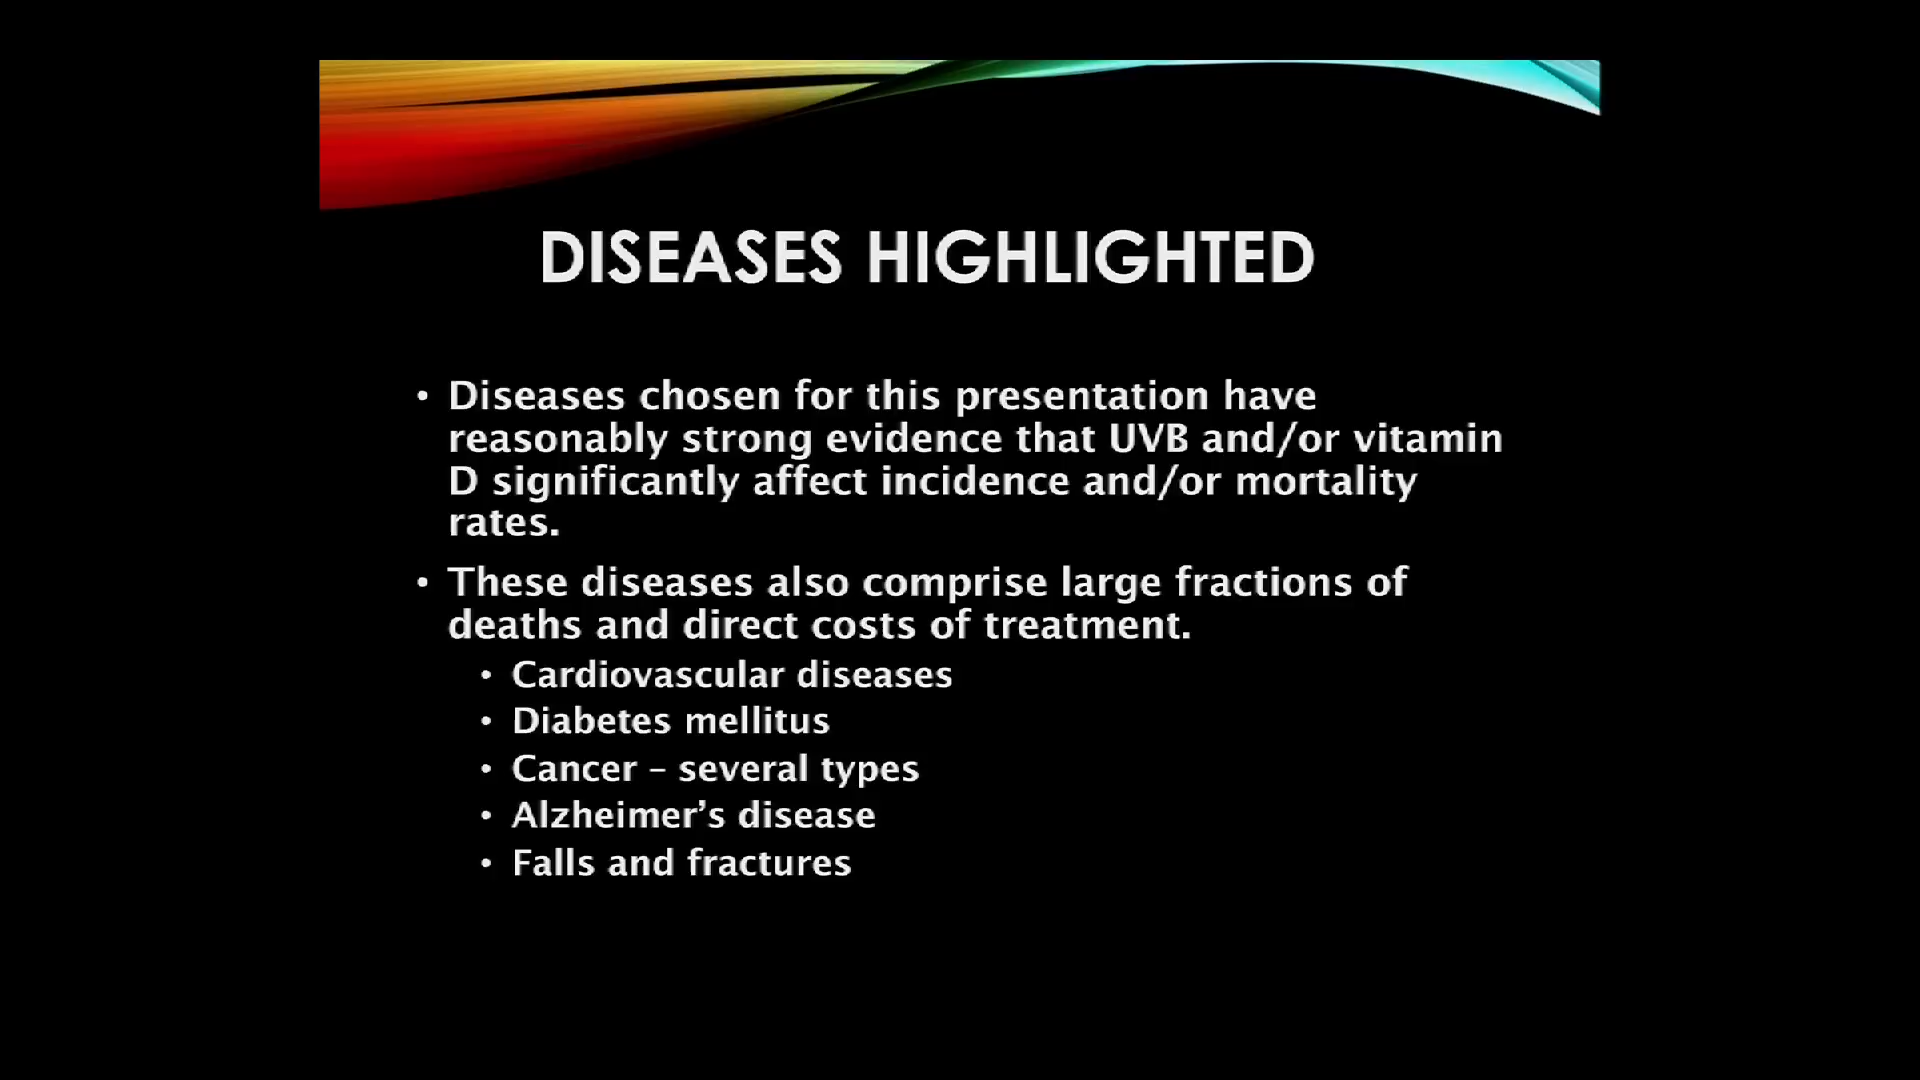 DISEASES HIGHLIGHTED
• Diseases chosen for this presentation have
reasonably strong evidence that UVB and/or vitamin
D significantly affect incidence and/or mortality
rates.
• These diseases also comprise large fractions of
deaths and direct costs of treatment.
• Cardiovascular diseases
• Diabetes mellitus
• Cancer – several types
• Alzheimer’s disease
• Falls and fractures